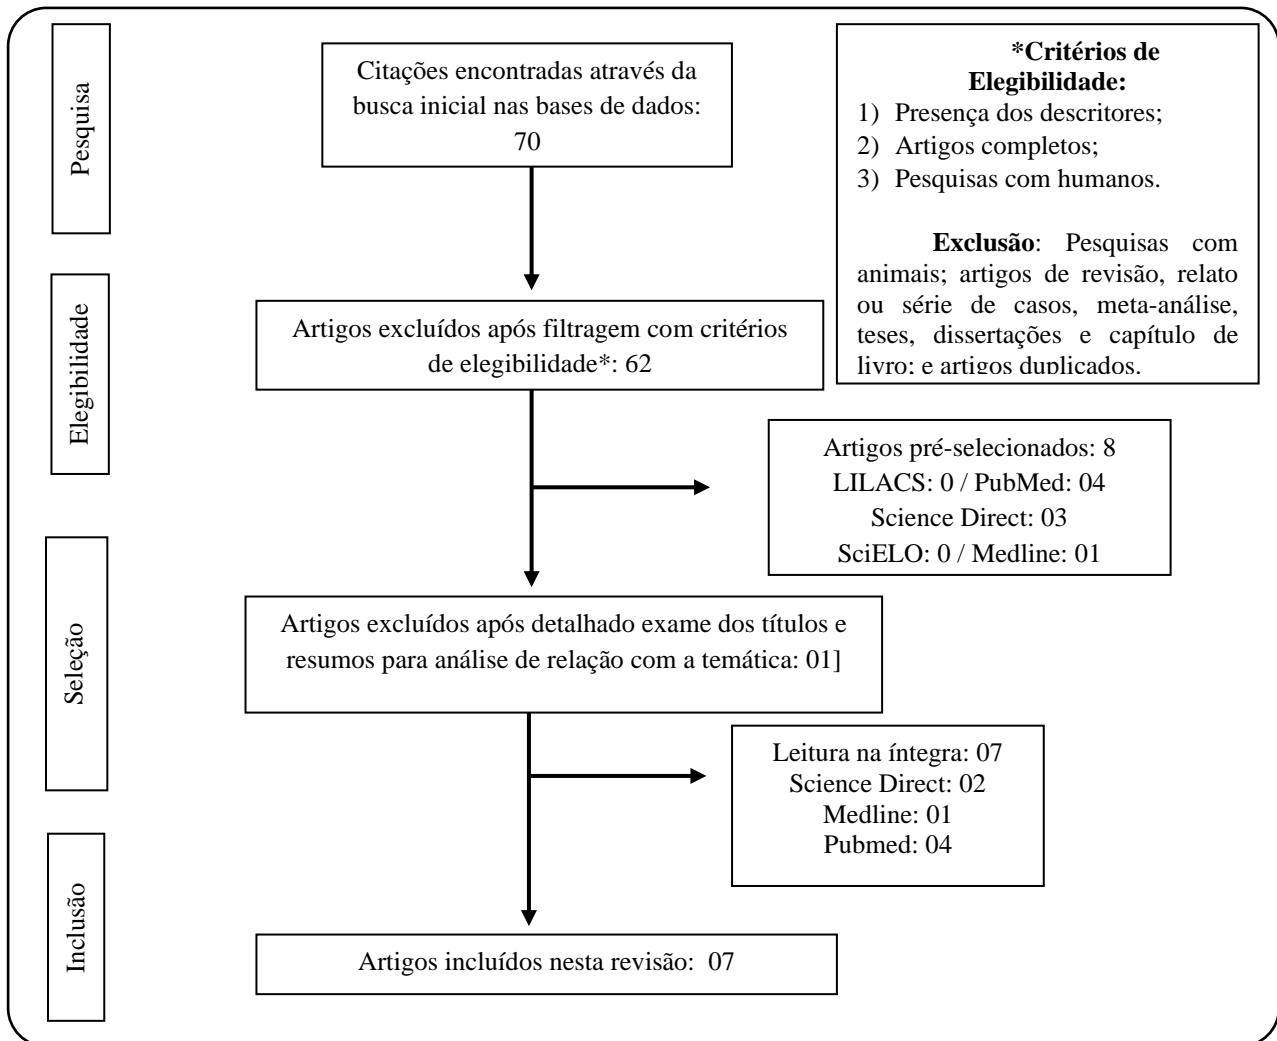 Pesquisa
Citações encontradas através da
busca inicial nas bases de dados:
70
*Critérios de
Elegibilidade:
1) Presença dos descritores;
2) Artigos completos;
3) Pesquisas com humanos.
Exclusão: Pesquisas com
animais; artigos de revisão, relato
ou série de casos, meta-análise,
teses, dissertações e capítulo de
livro; e artigos duplicados.
Elegibilidade
Artigos excluídos após filtragem com critérios
de elegibilidade*: 62
Artigos pré-selecionados: 8
LILACS: 0 / PubMed: 04
Science Direct: 03
SciELO: 0 / Medline: 01
Seleção
Artigos excluídos após detalhado exame dos títulos e
resumos para análise de relação com a temática: 01]
Leitura na íntegra: 07
Science Direct: 02
Medline: 01
Pubmed: 04
Inclusão
Artigos incluídos nesta revisão:  07